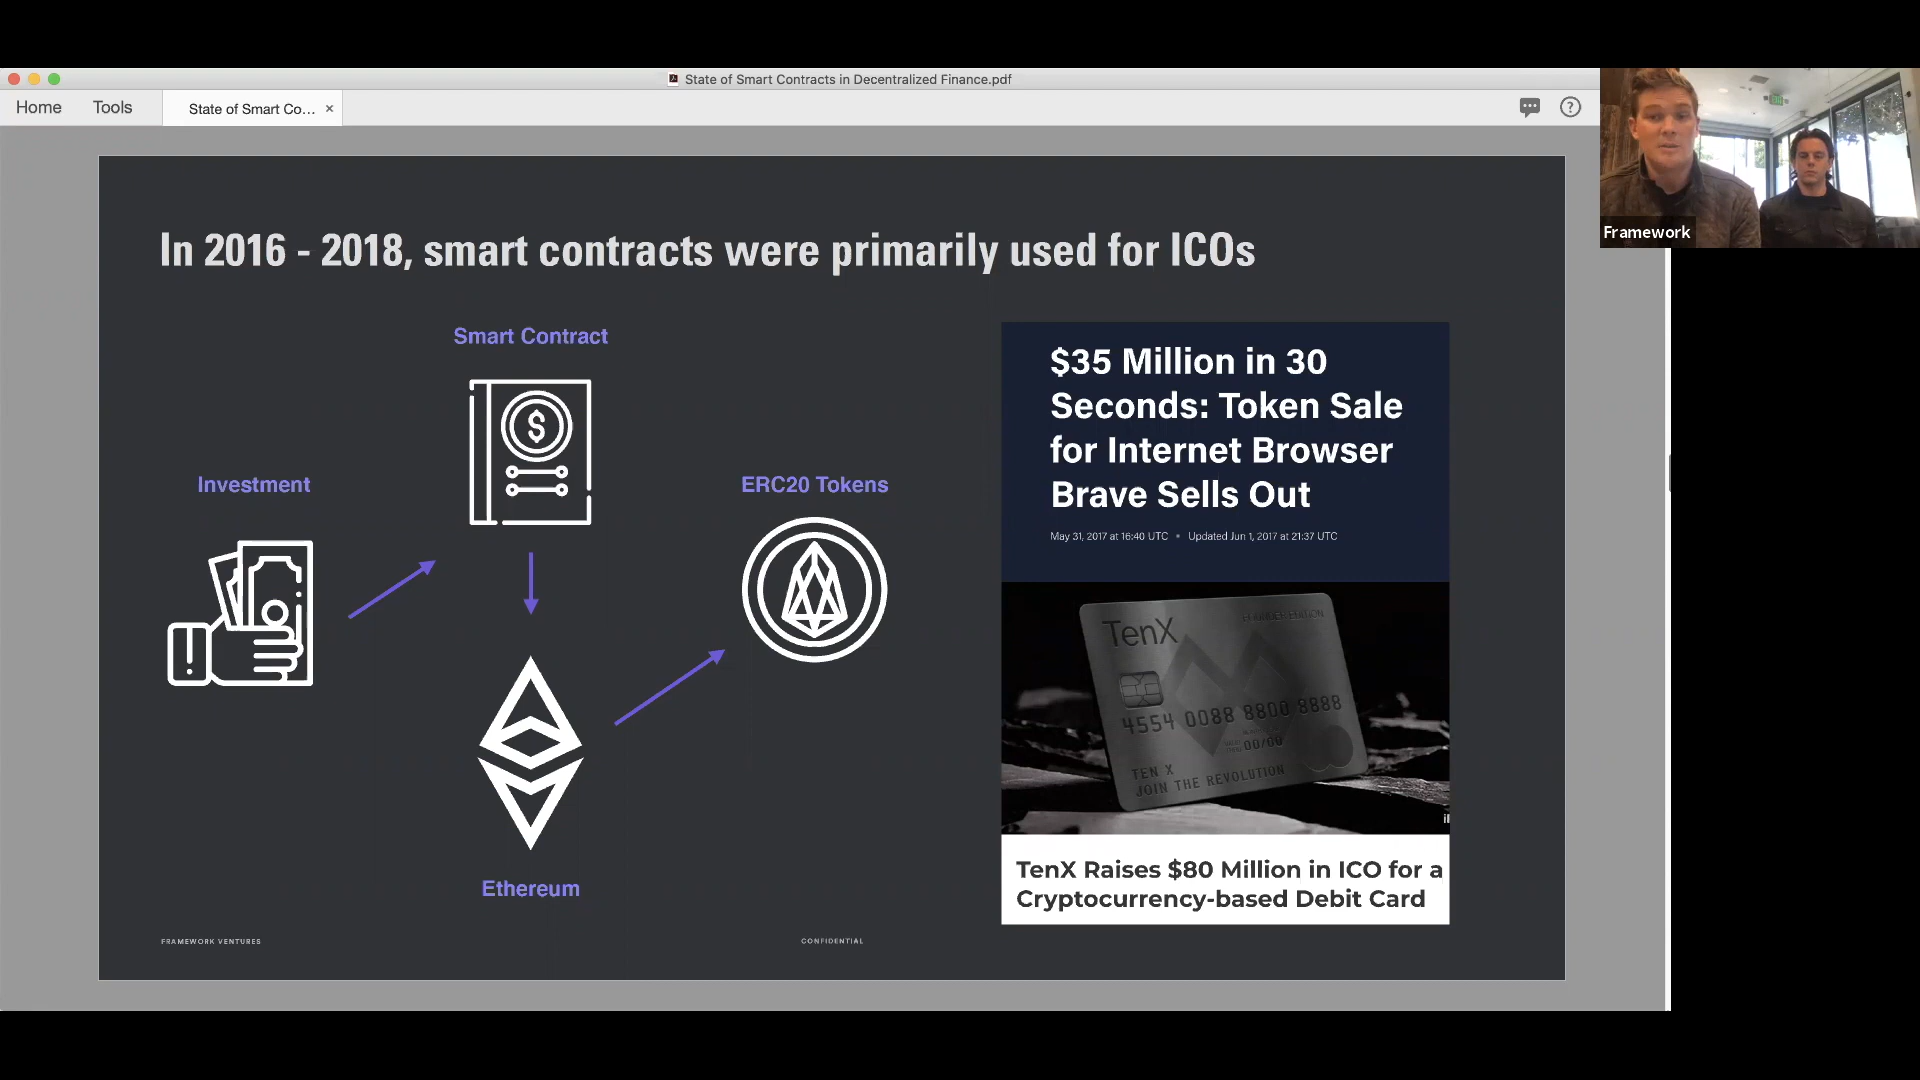 State of Smart Contracts in Decentralized Finance.pdf
Home
Tools
State of Smart Co...
Framework
In 2016 - 2018, smart contracts were primarily used for ICOs
Smart Contract
Investment
ERC20 Tokens
Ethereum
$35 Million in 30
Seconds: Token Sale
for Internet Browser
Brave Sells Out
May 31, 2017 at 16:40 UTC • Updated Jun 1, 2017 at 21:37 UTC
TenX
4554 0088 8800 8888
00/00
TEN X
JOIN THE REVOLUTION
TenX Raises $80 Million in ICO for a
Cryptocurrency-based Debit Card
FRAMEWORK VENTURES
CONFIDENTIAL